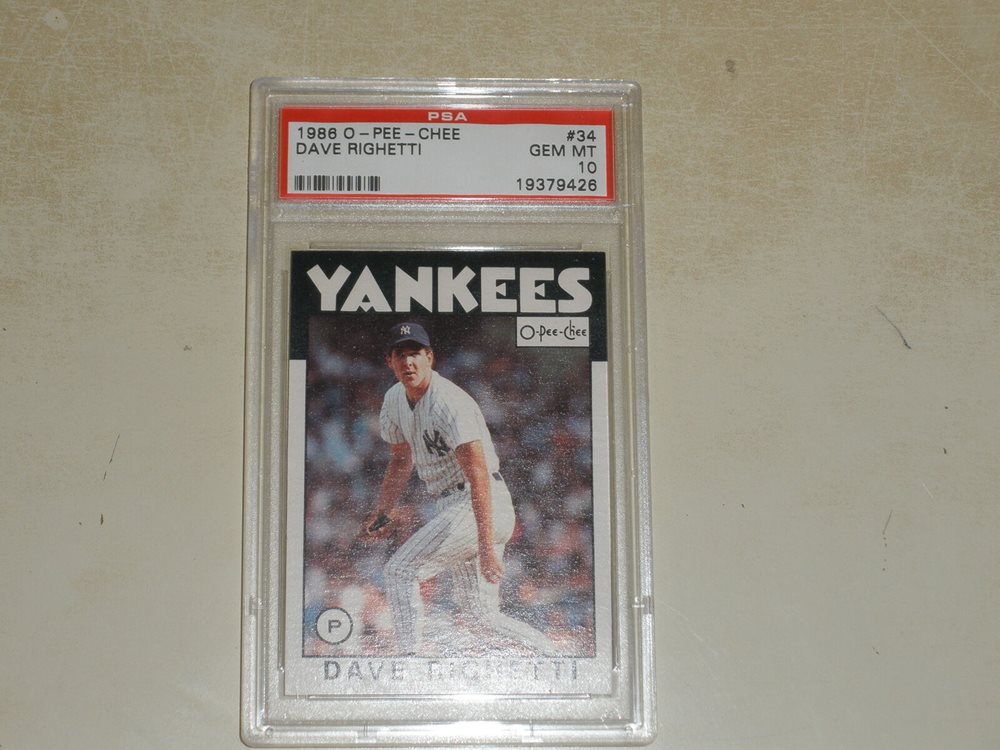 PSA
1986 O-PEE-CHEE #34
DAVE RIGHETTI GEM MT
10
19379426
YANKEES
O-Pee-Chee
NY
NY
P
DAVE RIGHETTI